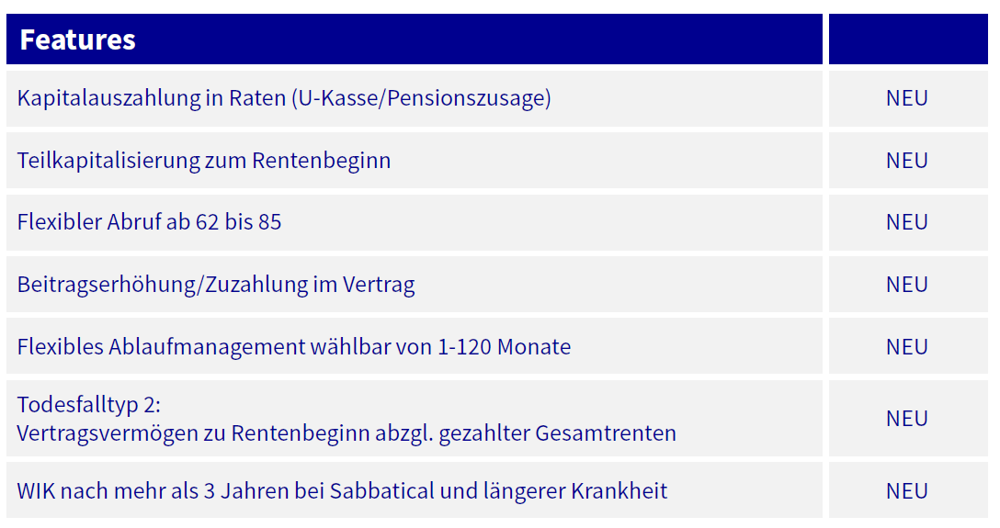 Features
Kapitalauszahlung in Raten (U-Kasse/Pensionszusage) NEU
Teilkapitalisierung zum Rentenbeginn NEU
Flexibler Abruf ab 62 bis 85 NEU
Beitragserhöhung/Zuzahlung im Vertrag NEU
Flexibles Ablaufmanagement wählbar von 1-120 Monate NEU
Todesfalltyp 2:
Vertragsvermögen zu Rentenbeginn abzgl. gezahlter Gesamtrenten NEU
WIK nach mehr als 3 Jahren bei Sabbatical und längerer Krankheit NEU